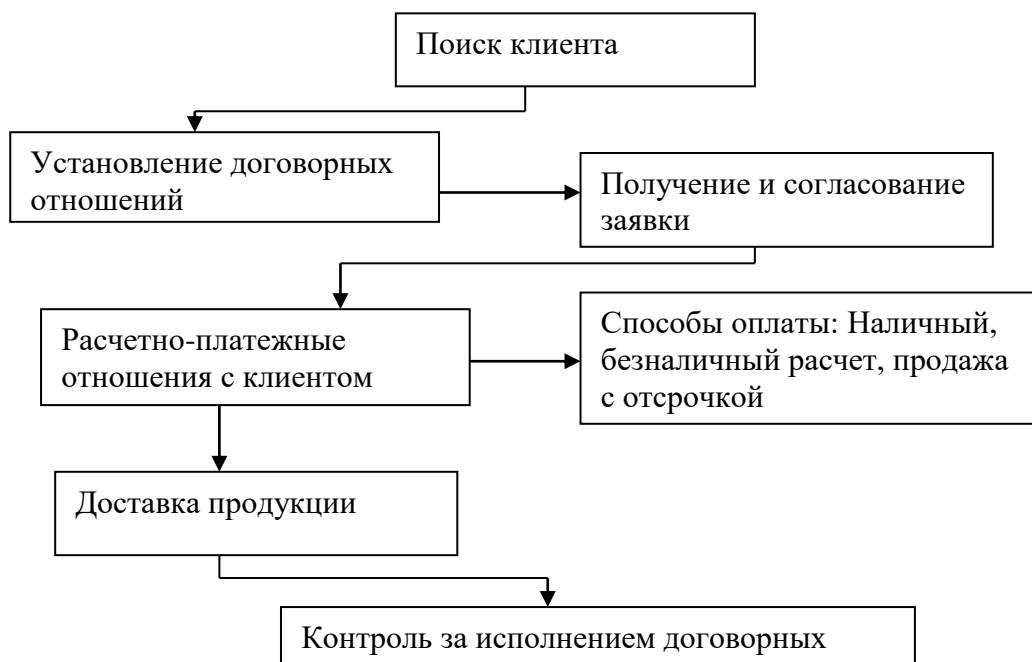 Поиск клиента
Установление договорных
отношений
Получение и согласование
заявки
Расчетно-платежные
отношения с клиентом
Способы оплаты: Наличный,
безналичный расчет, продажа
с отсрочкой
Доставка продукции
Контроль за исполнением договорных